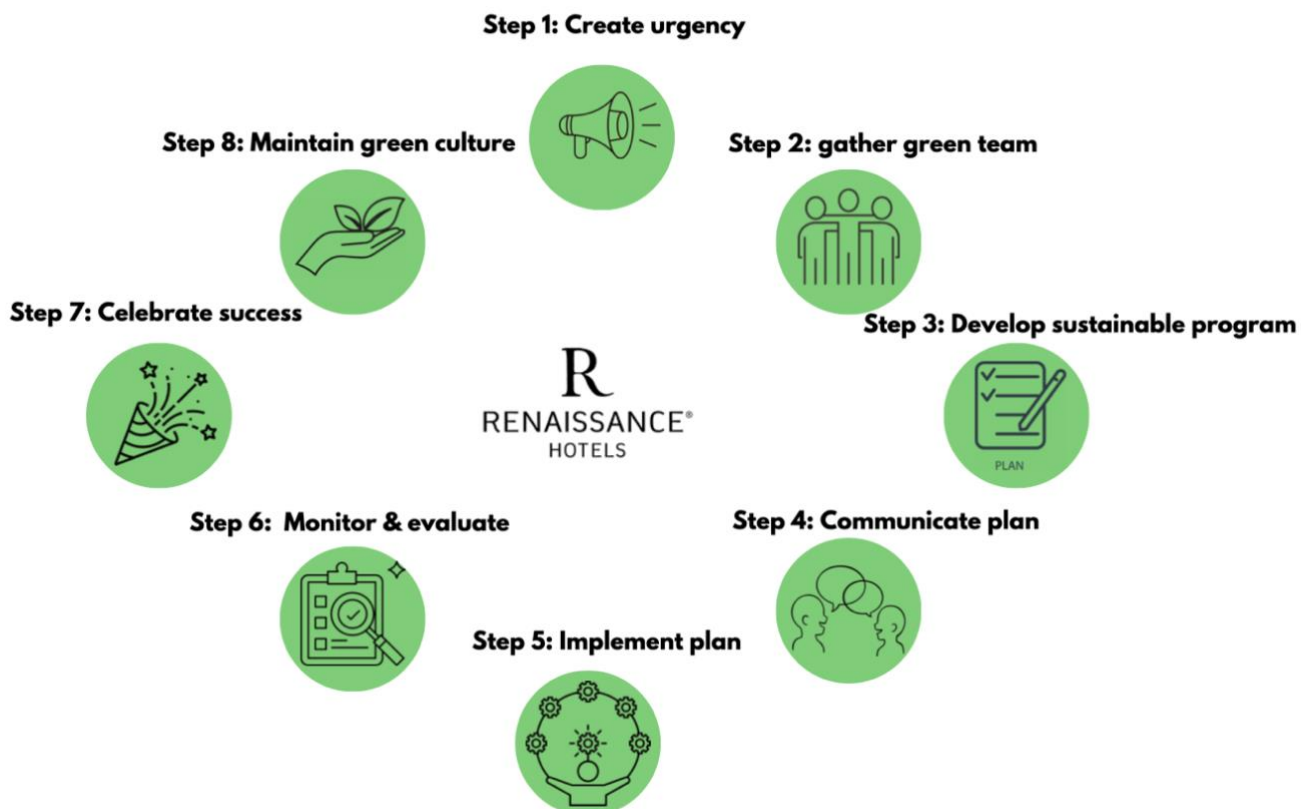 Step 1: Create urgency
Step 8: Maintain green culture
Step 2: gather green team
Step 7: Celebrate success
Step 3: Develop sustainable program
PLAN
R
RENAISSANCE®
HOTELS
Step 6: Monitor & evaluate
Step 4: Communicate plan
Step 5: Implement plan